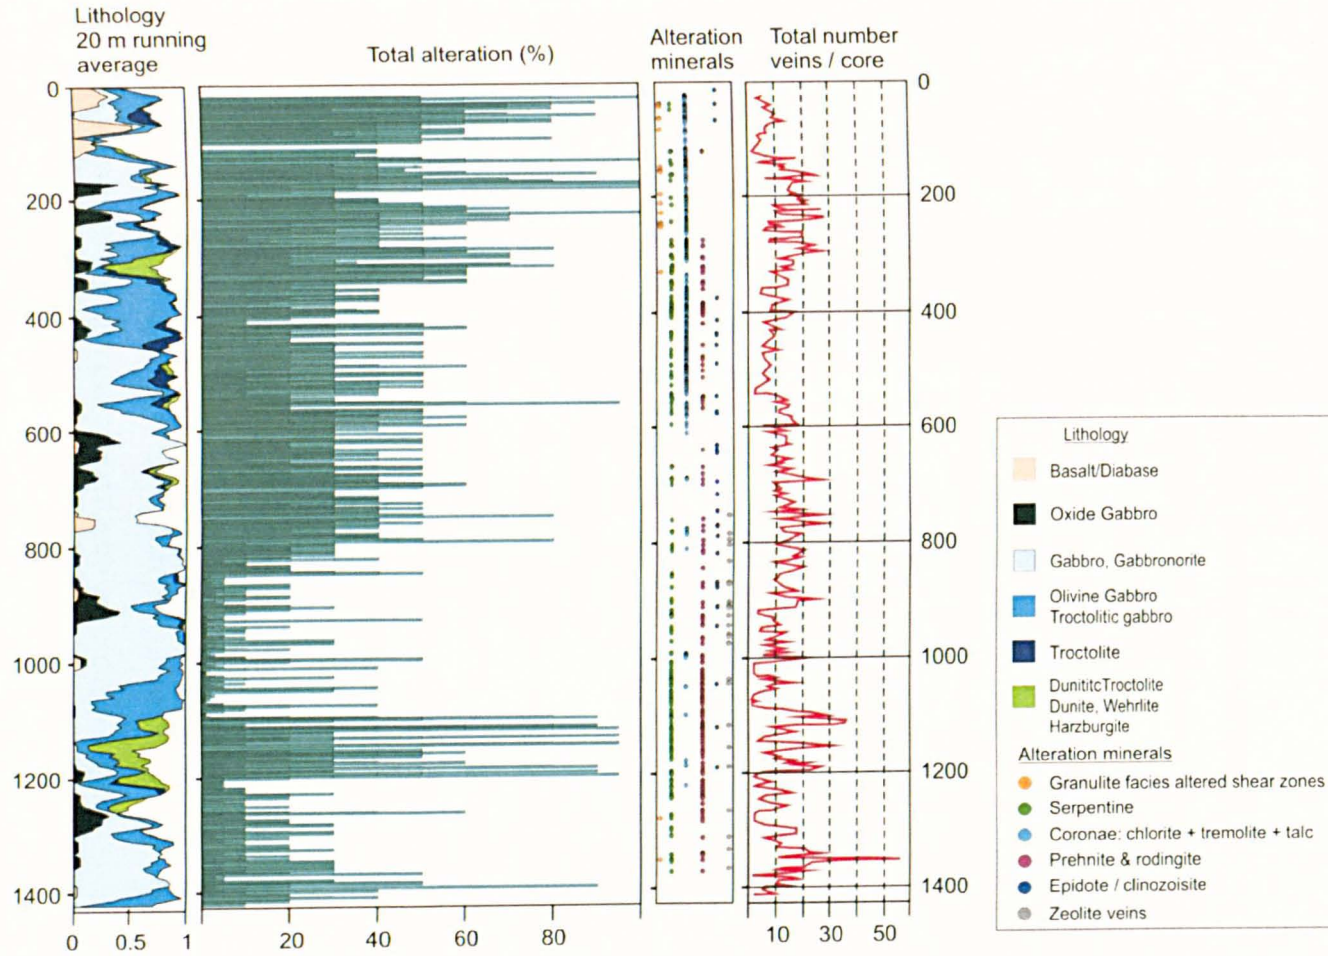 Lithology
20 m running
average
Total alteration (%)
Alteration
minerals
Total number
veins / core
0
200
400
600
800
1000
1200
1400
0 0.5 1
20 40 60 80
10 30 50
0
200
400
600
800
1000
1200
1400
Lithology
Basalt/Diabase
Oxide Gabbro
Gabbro, Gabbronorite
Olivine Gabbro
Troctolitic gabbro
Troctolite
DunititcTroctolite
Dunite, Wehrlite
Harzburgite
Alteration minerals
Granulite facies altered shear zones
Serpentine
Coronae: chlorite + tremolite + talc
Prehnite & rodingite
Epidote / clinozoisite
Zeolite veins